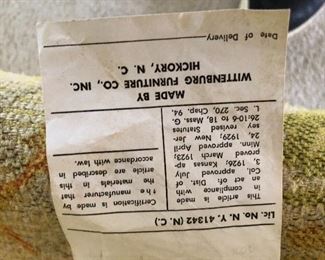 Lic. No. N. Y. 41342 (N. C.)
This article is made
in compliance with
an act of: Dist. of
Col. approved July
3, 1926; Kansas ap-
proved March 1923;
Minn. approved April
24, 1929; New Jer-
sey revised Statutes
26:10-6 to 18, Mass. G.
L. Sec. 270, Chap. 94.
Certification is made by
the manufacturer that
the materials in this
article are described in
accordance with law.
MADE BY
WITTENBURG FURNITURE CO., INC.
HICKORY, N. C.
Date of Delivery